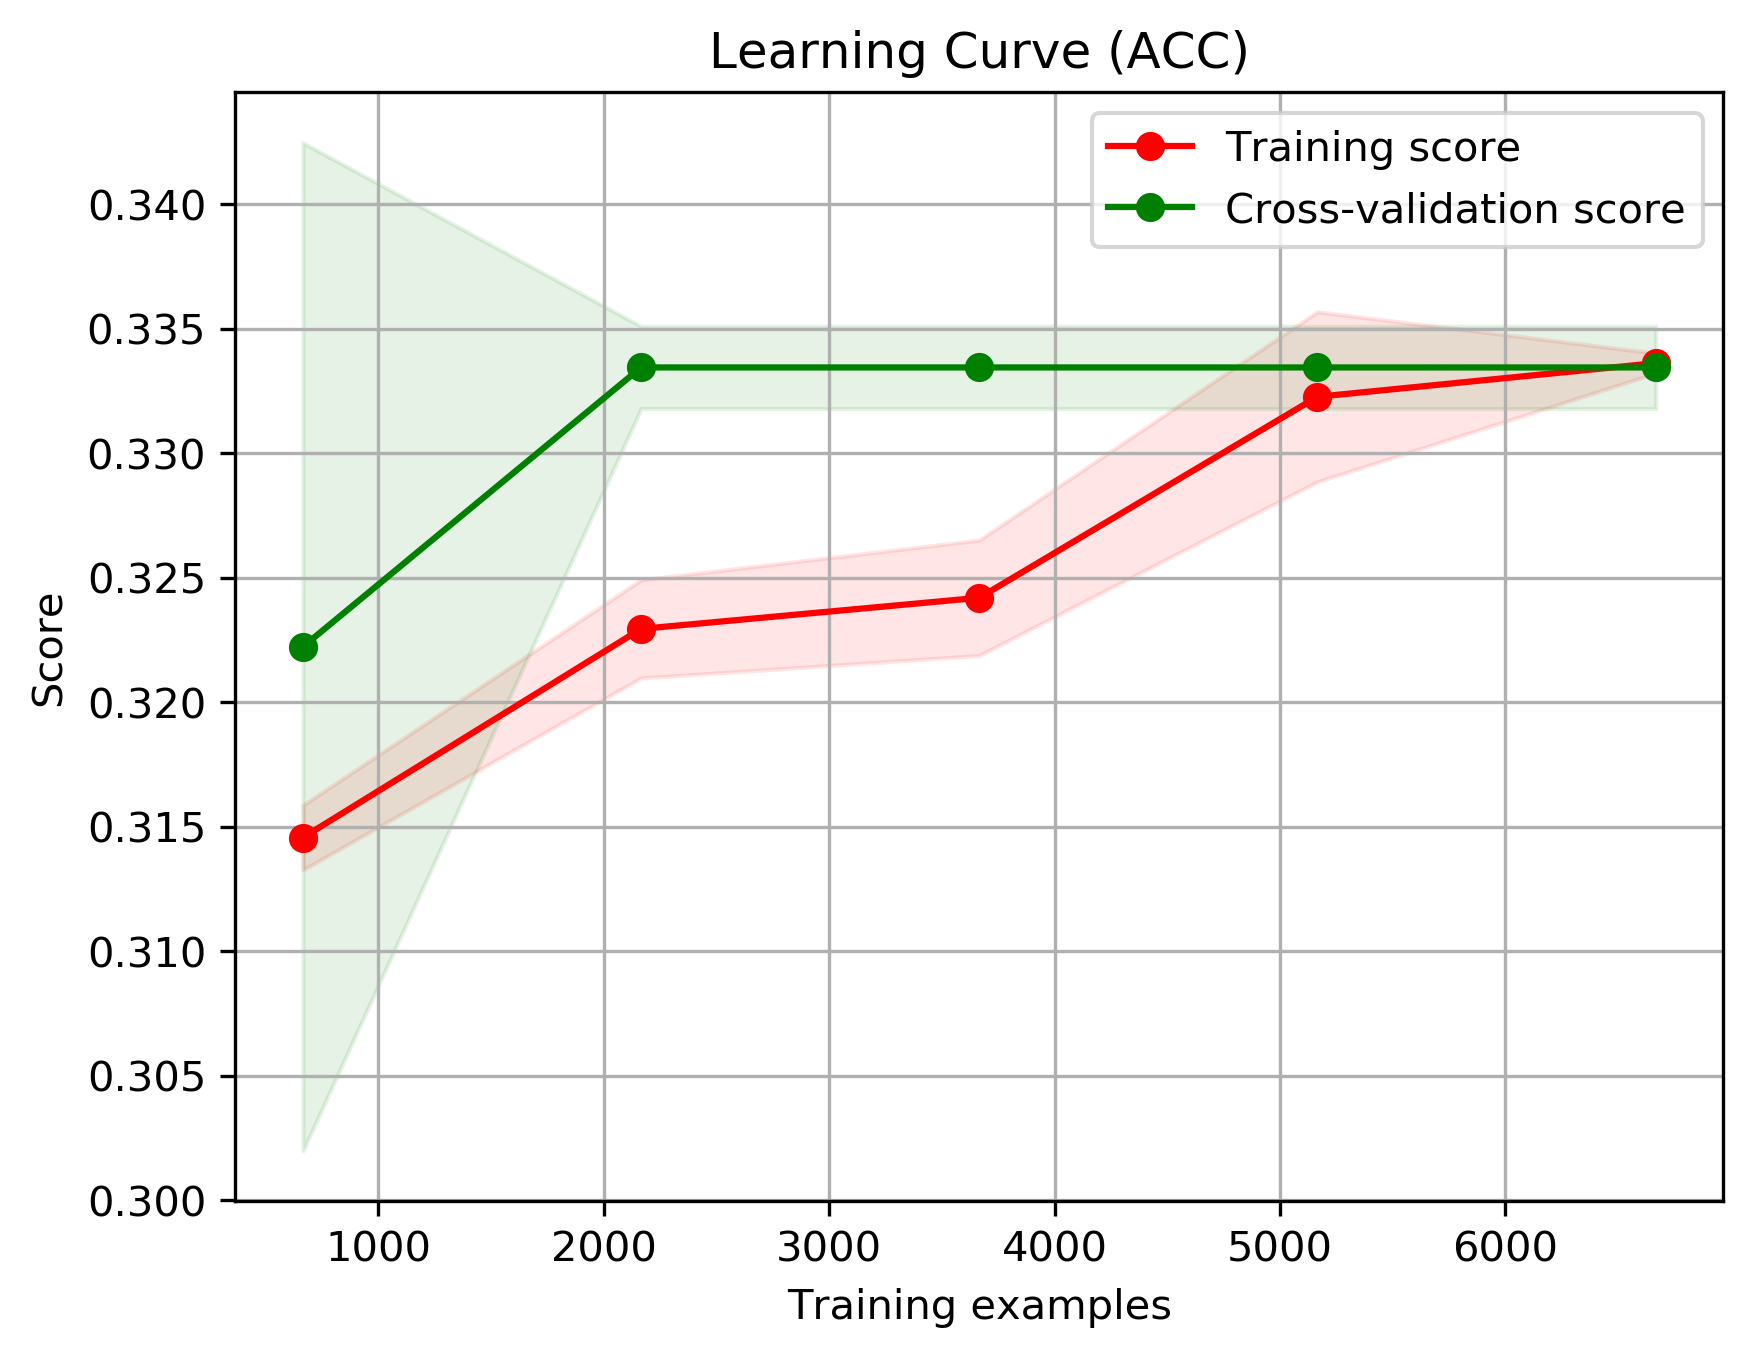 Learning Curve (ACC)
Training score
Cross-validation score
0.340
0.335
0.330
0.325
0.320
0.315
0.310
0.305
0.300
Score
1000 2000 3000 4000 5000 6000
Training examples